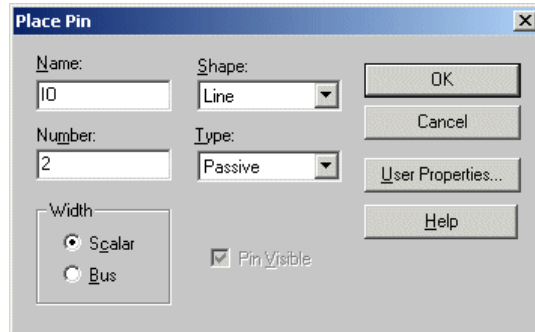 Place Pin
Name:
IO
Shape:
Line
OK
Cancel
Number:
2
Type:
Passive
User Properties...
Help
Width
Scalar
Bus
Pin Visible